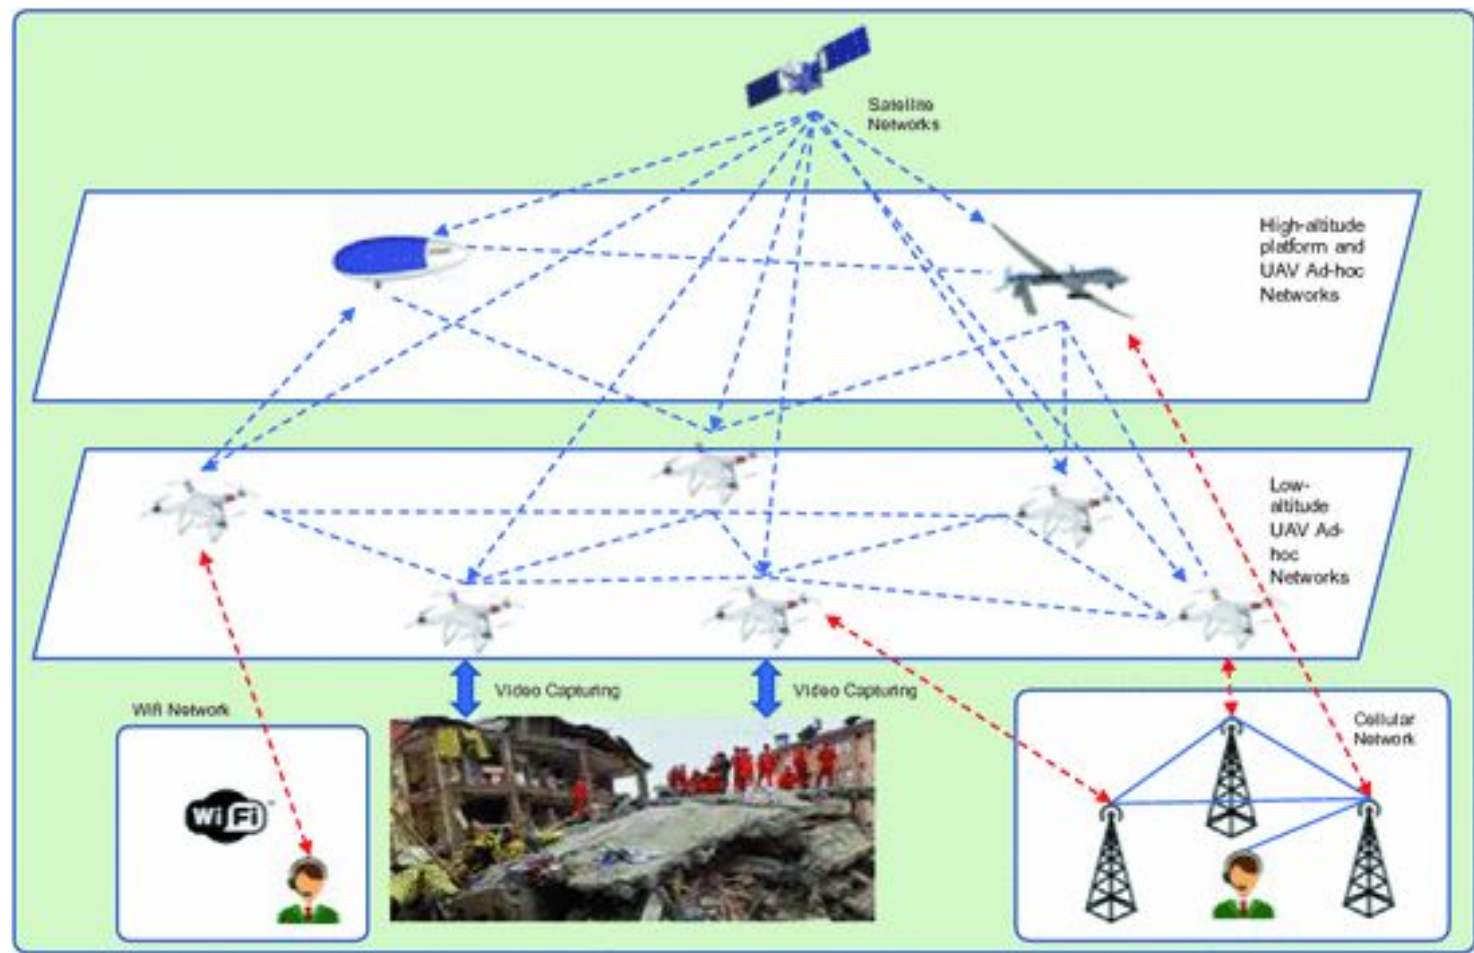 Satellite
Networks
High-altitude
platform and
UAV Ad-hoc
Networks
Low-
altitude
UAV Ad-
hoc
Networks
Video Capturing
Video Capturing
Wifi Network
Cellular
Network
Wi Fi